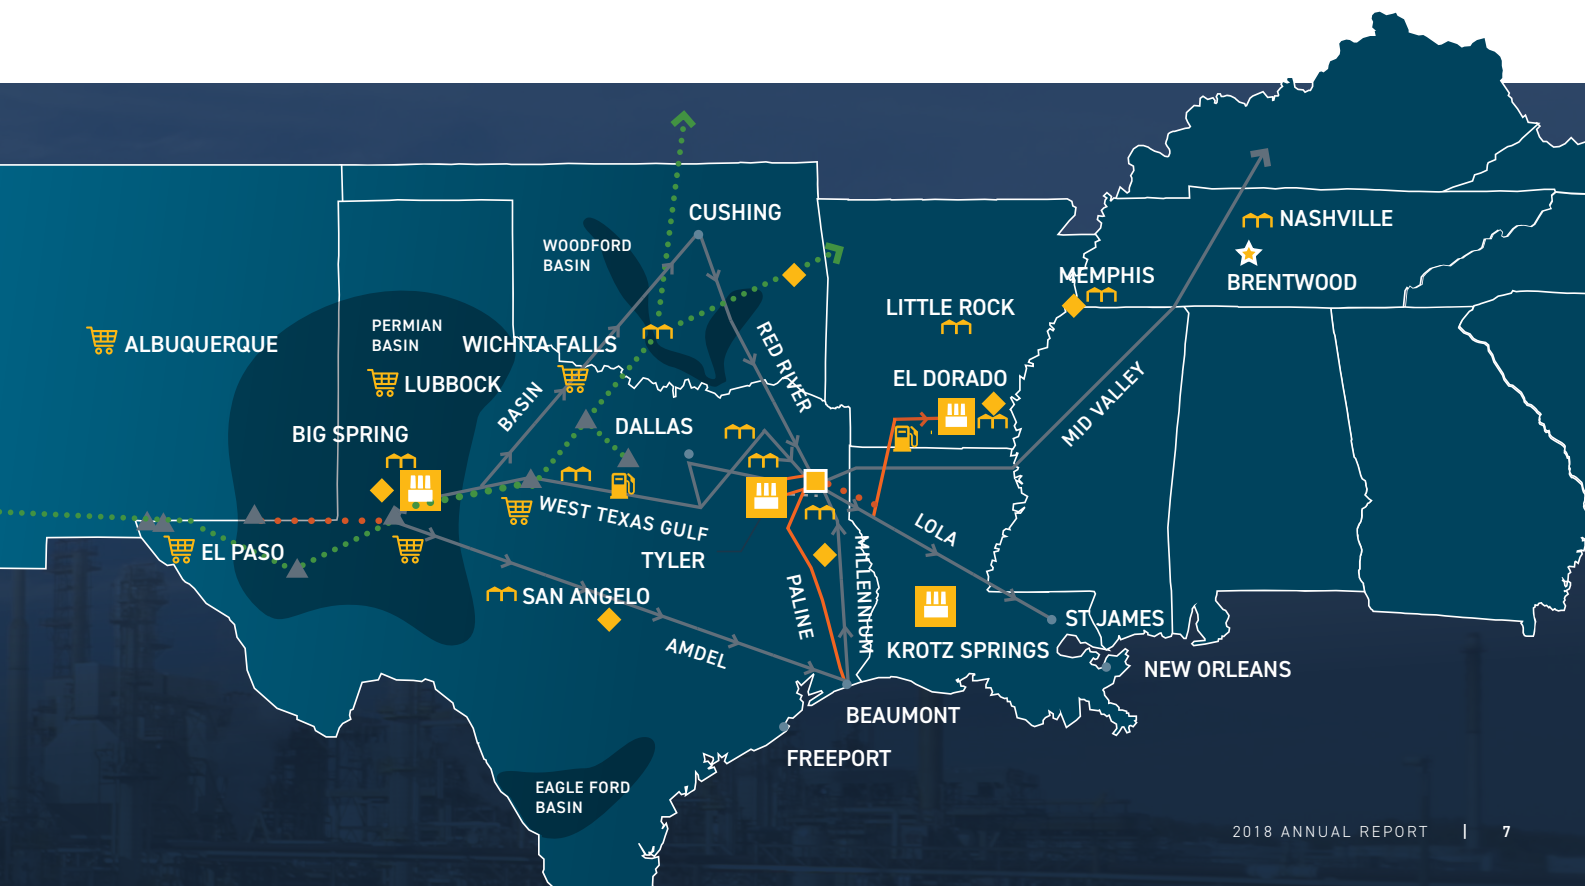 CUSHING
NASHVILLE
WOODFORD
BASIN
MEMPHIS
BRENTWOOD
LITTLE ROCK
PERMIAN
BASIN
WICHITA FALLS
ALBUQUERQUE
RED RIVER
LUBBOCK
EL DORADO
BASIN
MID VALLEY
DALLAS
BIG SPRING
WEST TEXAS GULF
LOLA
EL PASO
TYLER
MILLENNIUM
PALINE
SAN ANGELO
ST JAMES
AMDEL
KROTZ SPRINGS
NEW ORLEANS
BEAUMONT
FREEPORT
EAGLE FORD
BASIN
2018 ANNUAL REPORT | 7